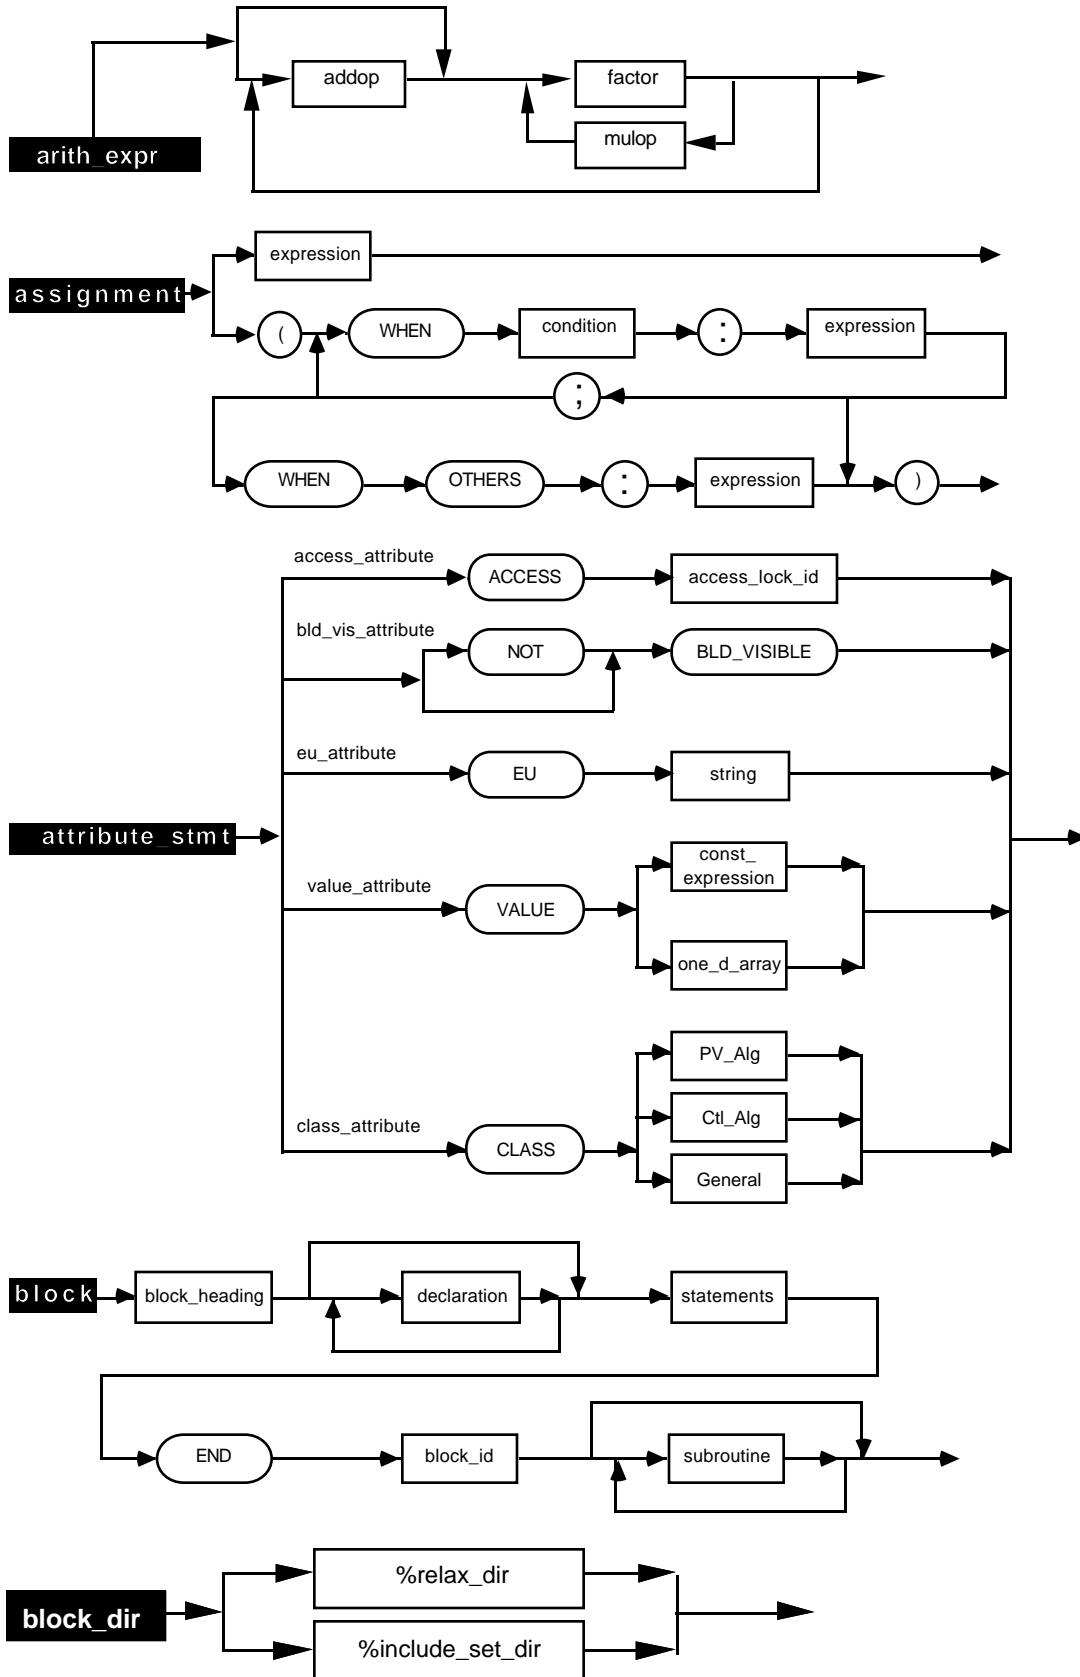 addop
factor
mulop
arith_expr
expression
assignment
( WHEN condition : expression
;
WHEN OTHERS : expression )
access_attribute
ACCESS access_lock_id
bld_vis_attribute
NOT BLD_VISIBLE
eu_attribute
EU string
attribute_stmt
const_
expression
value_attribute
VALUE
one_d_array
PV_Alg
Ctl_Alg
class_attribute
CLASS
General
block block_heading declaration statements
END block_id subroutine
%relax_dir
block_dir
%include_set_dir